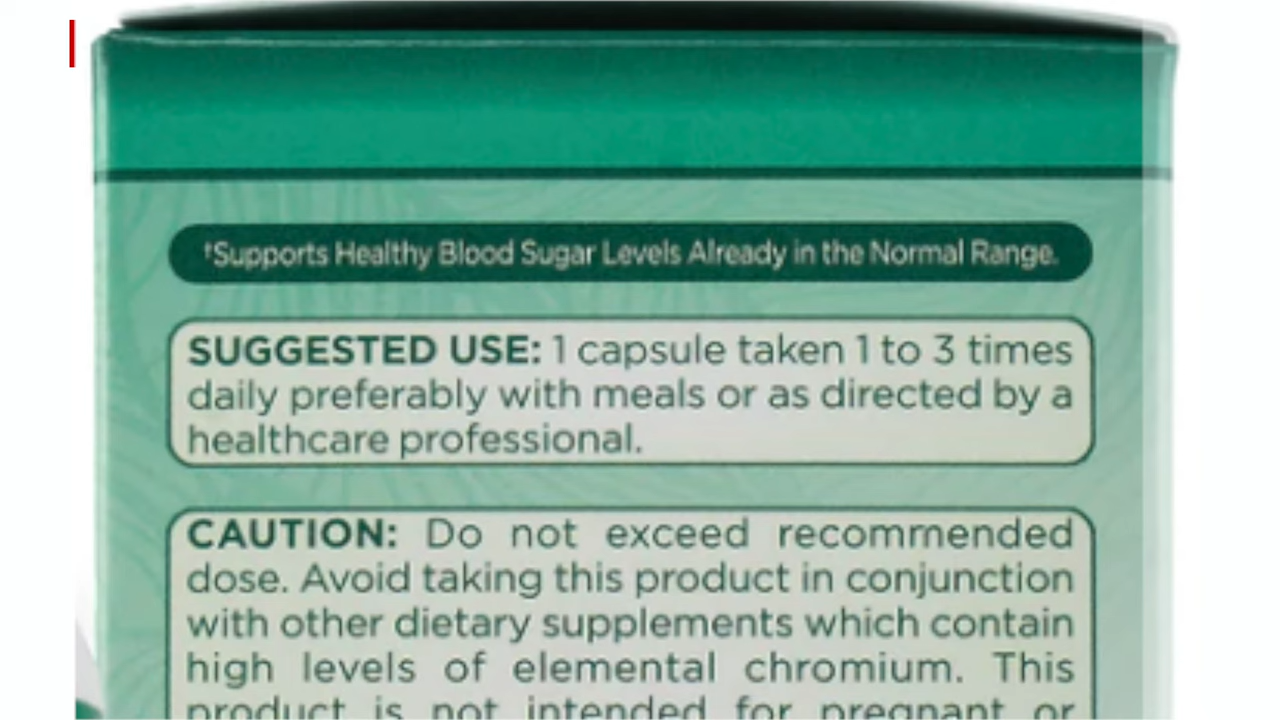 †Supports Healthy Blood Sugar Levels Already in the Normal Range.
SUGGESTED USE: 1 capsule taken 1 to 3 times
daily preferably with meals or as directed by a
healthcare professional.
CAUTION: Do not exceed recommended
dose. Avoid taking this product in conjunction
with other dietary supplements which contain
high levels of elemental chromium. This
product is not intended for pregnant or